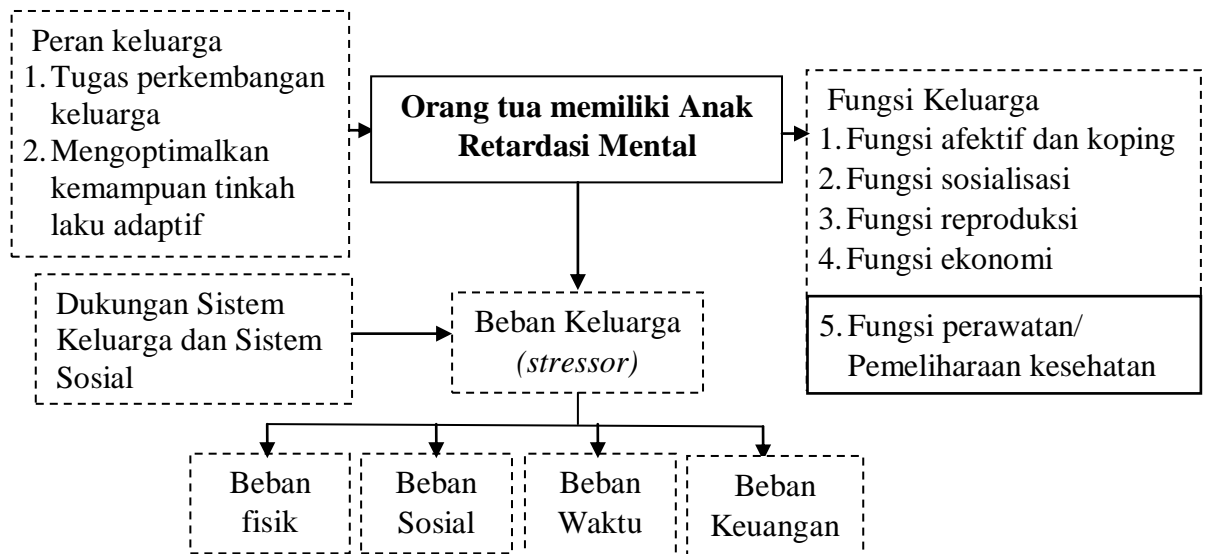 Peran keluarga
1. Tugas perkembangan
keluarga
2. Mengoptimalkan
kemampuan tinkah
laku adaptif
Orang tua memiliki Anak
Retardasi Mental
Fungsi Keluarga
1. Fungsi afektif dan koping
2. Fungsi sosialisasi
3. Fungsi reproduksi
4. Fungsi ekonomi
5. Fungsi perawatan/
Pemeliharaan kesehatan
Dukungan Sistem
Keluarga dan Sistem
Sosial
Beban Keluarga
(stressor)
Beban
fisik
Beban
Sosial
Beban
Waktu
Beban
Keuangan